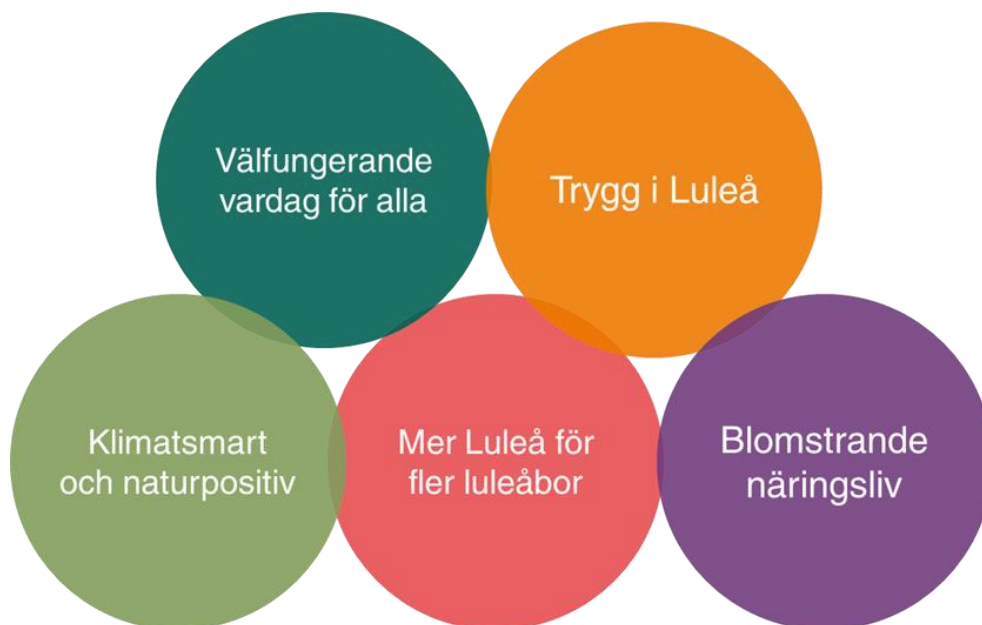 Välfungerande
vardag för alla
Trygg i Luleå
Klimatsmart
och naturpositiv
Mer Luleå för
fler luleåbor
Blomstrande
näringsliv